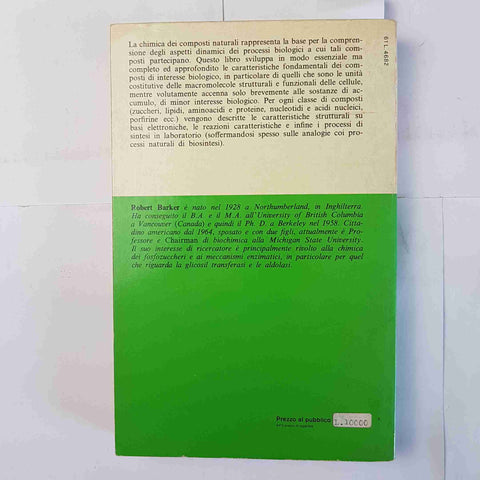 La chimica dei composti naturali rappresenta la base per la compren-
sione degli aspetti dinamici dei processi biologici a cui tali com-
posti partecipano. Questo libro sviluppa in modo essenziale ma
completo ed approfondito le caratteristiche fondamentali dei com-
posti di interesse biologico, in particolare di quelli che sono le unità
costitutive delle macromolecole strutturali e funzionali delle cellule,
mentre volutamente accenna solo brevemente alle sostanze di ac-
cumulo, di minor interesse biologico. Per ogni classe di composti
(zuccheri, lipidi, aminoacidi e proteine, nucleotidi e acidi nucleici,
porfirine ecc.) vengono descritte le caratteristiche strutturali su
basi elettroniche, le reazioni caratteristiche e infine i processi di
sintesi in laboratorio (soffermandosi spesso sulle analogie coi pro-
cessi naturali di biosintesi).
61 L. 4682
Robert Barker è nato nel 1928 a Northumberland, in Inghilterra.
Ha conseguito il B.A. e il M.A. all'University of British Columbia
a Vancouver (Canada) e quindi il Ph. D. a Berkeley nel 1958. Citta-
dino americano dal 1964, sposato e con due figli, attualmente è Pro-
fessore e Chairman di biochimica alla Michigan State University.
Il suo interesse di ricercatore è principalmente rivolto alla chimica
dei fosfozuccheri e ai meccanismi enzimatici, in particolare per quel
che riguarda la glicosil transferasi e le aldolasi.
Prezzo al pubblico
L. 10000